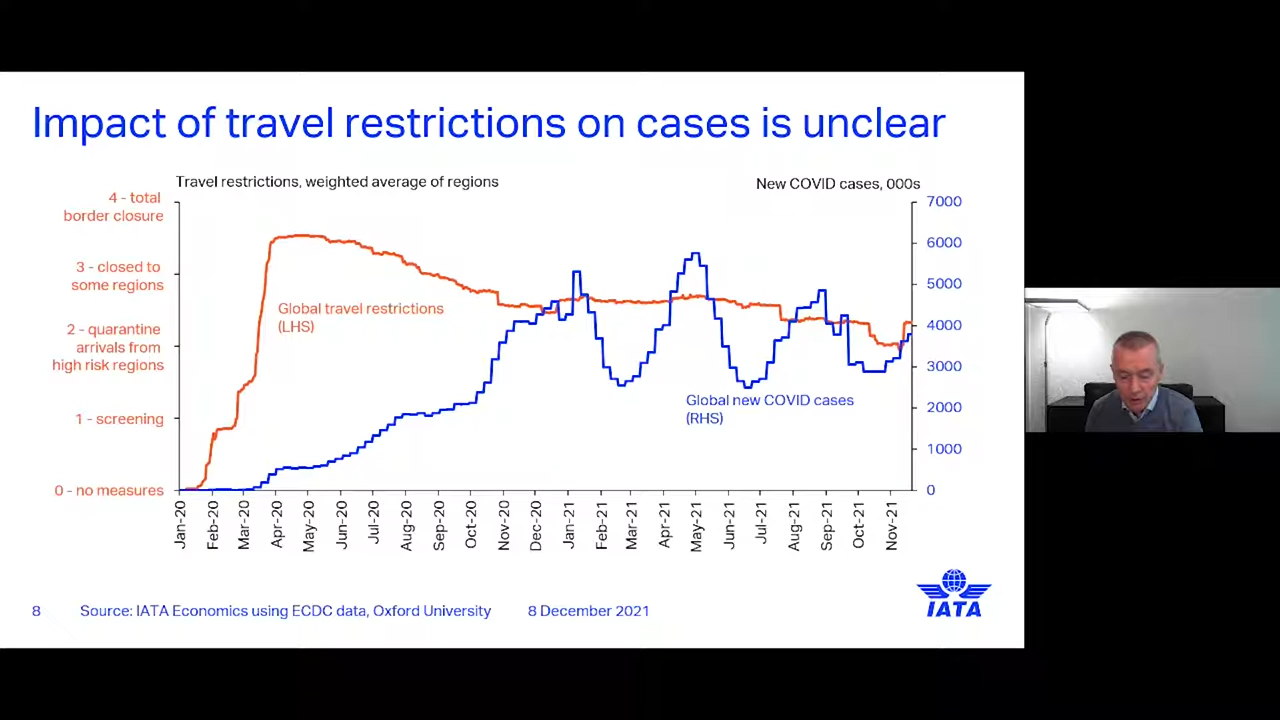 Impact of travel restrictions on cases is unclear
Travel restrictions, weighted average of regions
New COVID cases, 000s
4 - total
border closure
3 - closed to
some regions
2 - quarantine
arrivals from
high risk regions
1 - screening
0 - no measures
Global travel restrictions
(LHS)
Global new COVID cases
(RHS)
7000
6000
5000
4000
3000
2000
1000
0
Jan-20
Feb-20
Mar-20
Apr-20
May-20
Jun-20
Jul-20
Aug-20
Sep-20
Oct-20
Nov-20
Dec-20
Jan-21
Feb-21
Mar-21
Apr-21
May-21
Jun-21
Jul-21
Aug-21
Sep-21
Oct-21
Nov-21
8 Source: IATA Economics using ECDC data, Oxford University 8 December 2021
IATA